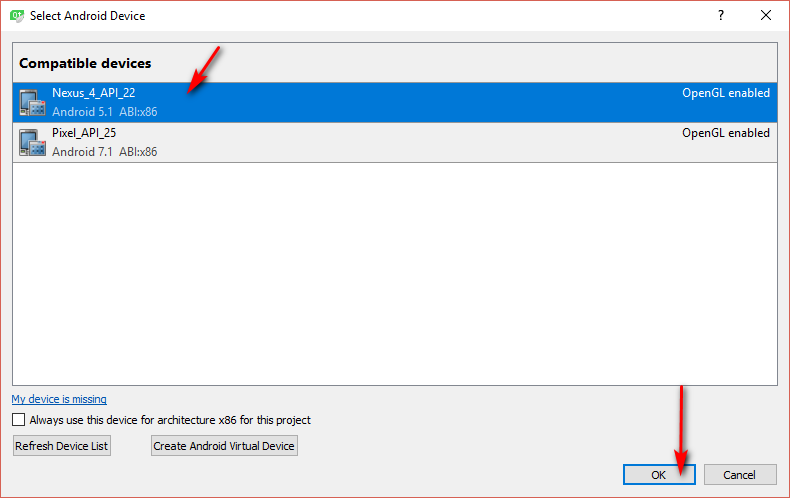 Select Android Device
?
Compatible devices
Nexus_4_API_22 OpenGL enabled
Android 5.1 ABI:x86
Pixel_API_25 OpenGL enabled
Android 7.1 ABI:x86
My device is missing
Always use this device for architecture x86 for this project
Refresh Device List Create Android Virtual Device
OK Cancel